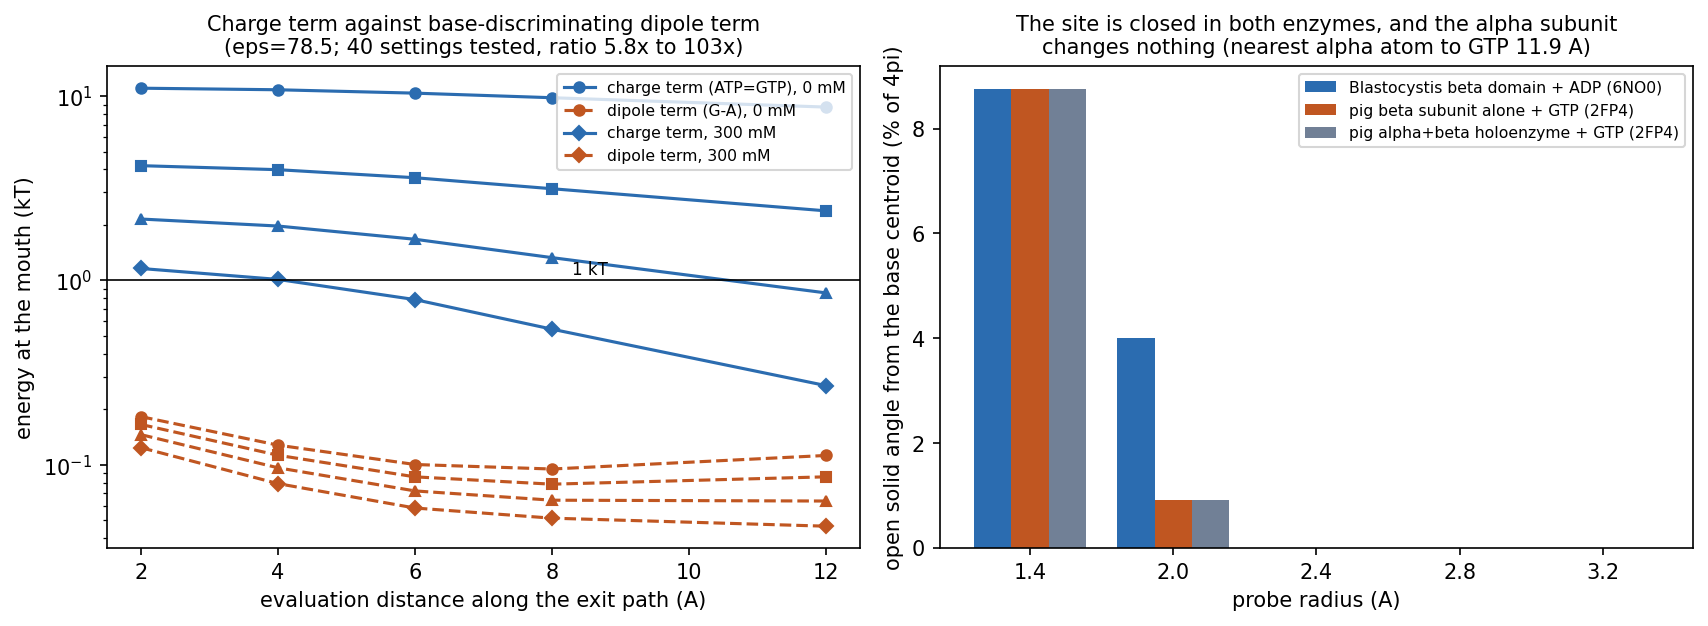 Charge term against base-discriminating dipole term
(eps=78.5; 40 settings tested, ratio 5.8x to 103x)
energy at the mouth (kT)
10¹
10⁰
10⁻¹
charge term (ATP=GTP), 0 mM
dipole term (G-A), 0 mM
charge term, 300 mM
dipole term, 300 mM
1 kT
2 4 6 8 10 12
evaluation distance along the exit path (A)
The site is closed in both enzymes, and the alpha subunit
changes nothing (nearest alpha atom to GTP 11.9 A)
open solid angle from the base centroid (% of 4pi)
8
6
4
2
0
Blastocystis beta domain + ADP (6NO0)
pig beta subunit alone + GTP (2FP4)
pig alpha+beta holoenzyme + GTP (2FP4)
1.4 2.0 2.4 2.8 3.2
probe radius (A)